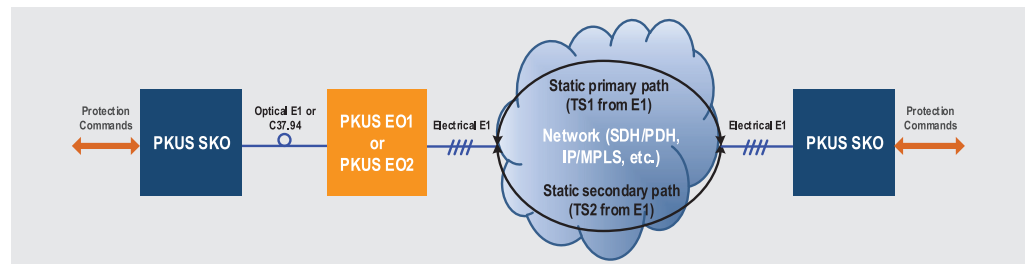 Protection
Commands
PKUS SKO
Optical E1 or
C37.94
PKUS EO1
or
PKUS EO2
Electrical E1
Static primary path
(TS1 from E1)
Network (SDH/PDH,
IP/MPLS, etc.)
Static secondary path
(TS2 from E1)
Electrical E1
PKUS SKO
Protection
Commands